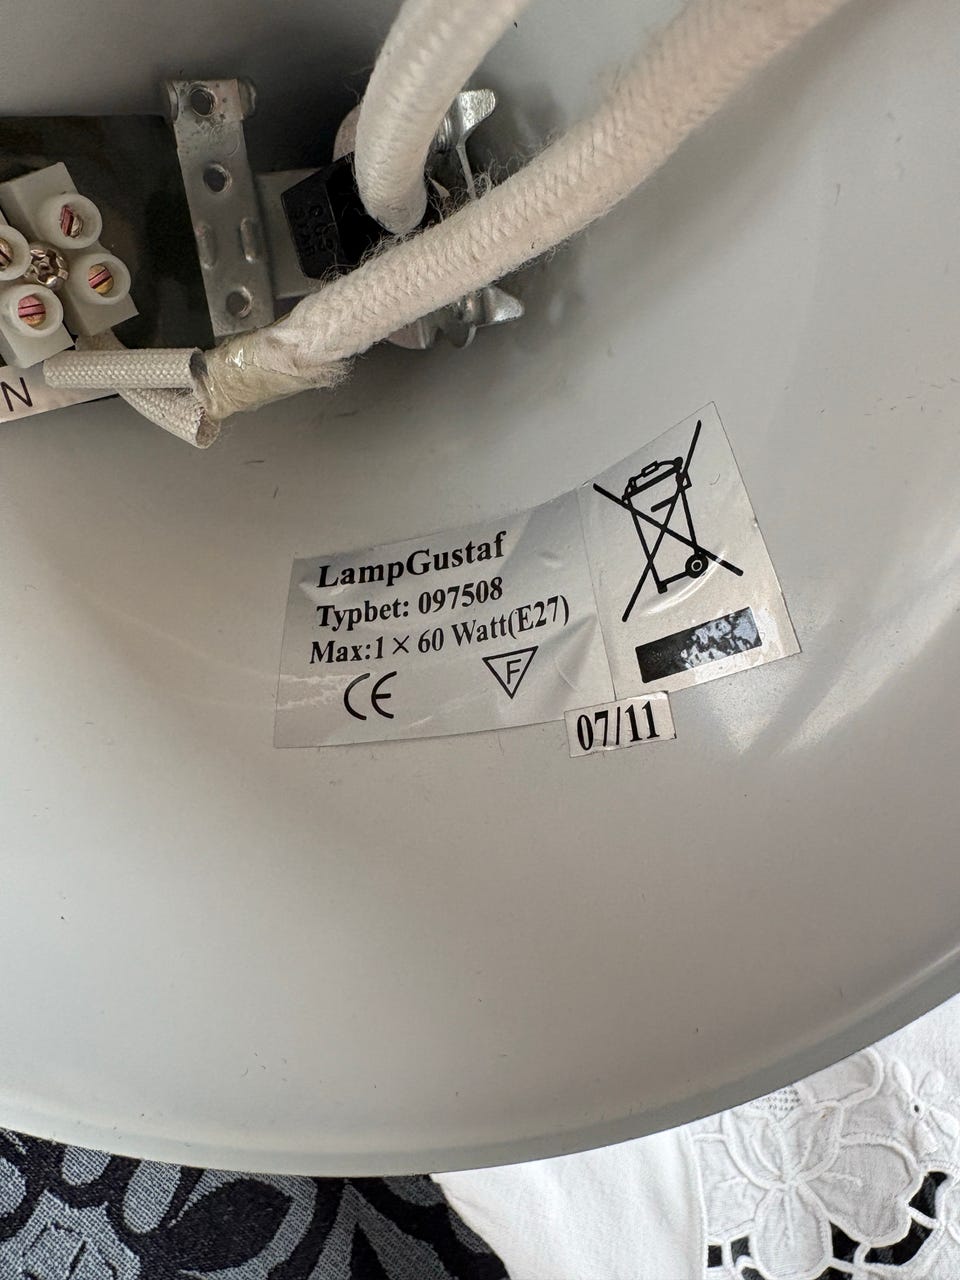 N
LampGustaf
Typbet: 097508
Max:1 × 60 Watt(E27)
CE F
07/11